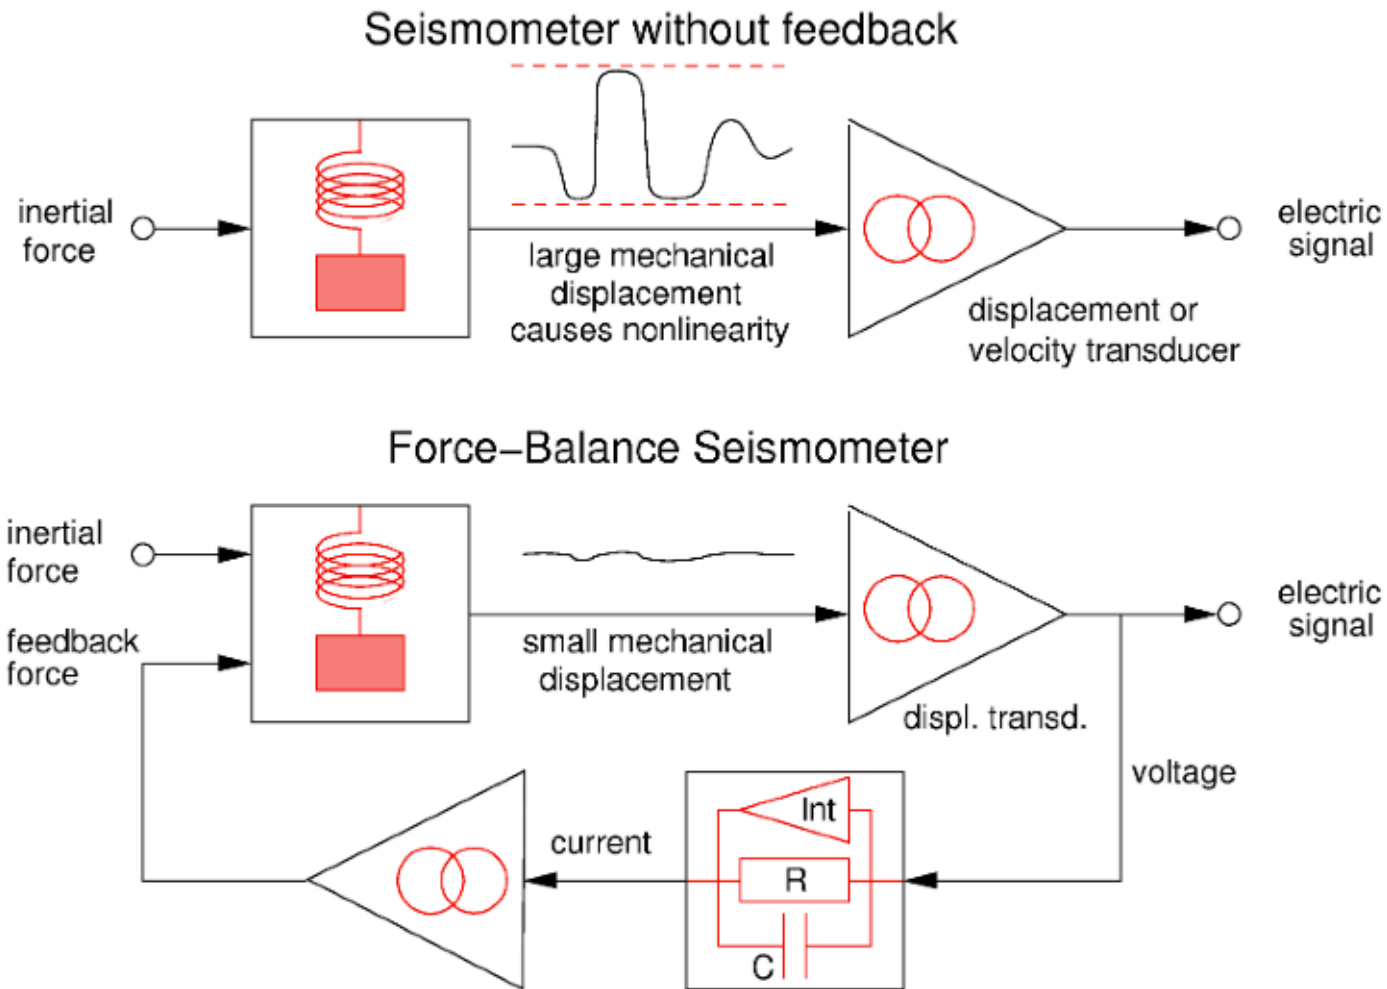 Seismometer without feedback
inertial
force
large mechanical
displacement
causes nonlinearity
electric
signal
displacement or
velocity transducer
Force−Balance Seismometer
inertial
force
feedback
force
small mechanical
displacement
electric
signal
displ. transd.
voltage
current
Int
R
C